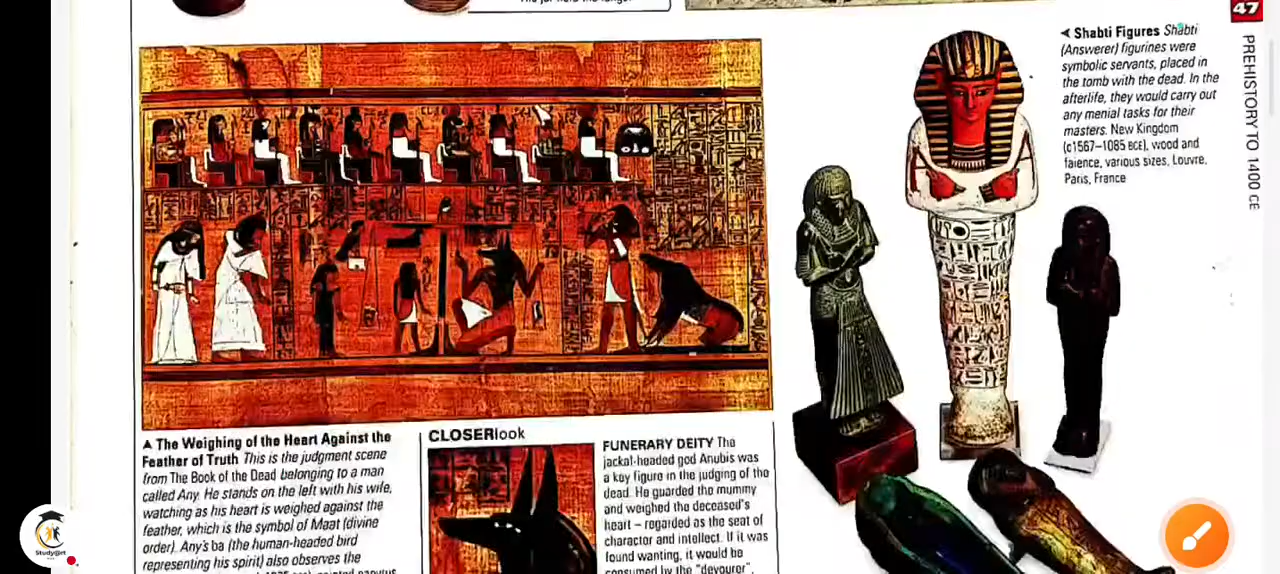 The jar held the lungs.
47
PREHISTORY TO 1400 CE
◄ Shabti Figures Shabti
(Answerer) figurines were
symbolic servants, placed in
the tomb with the dead. In the
afterlife, they would carry out
any menial tasks for their
masters. New Kingdom
(c1567–1085 BCE), wood and
faience, various sizes, Louvre,
Paris, France
▲ The Weighing of the Heart Against the
Feather of Truth This is the judgment scene
from The Book of the Dead belonging to a man
called Any. He stands on the left with his wife,
watching as his heart is weighed against the
feather, which is the symbol of Maat (divine
order). Any's ba (the human-headed bird
representing his spirit) also observes the
CLOSERlook
FUNERARY DEITY The
jackal-headed god Anubis was
a key figure in the judging of the
dead. He guarded the mummy
and weighed the deceased's
heart – regarded as the seat of
character and intellect. If it was
found wanting, it would be
consumed by the "devourer",
Study@rt